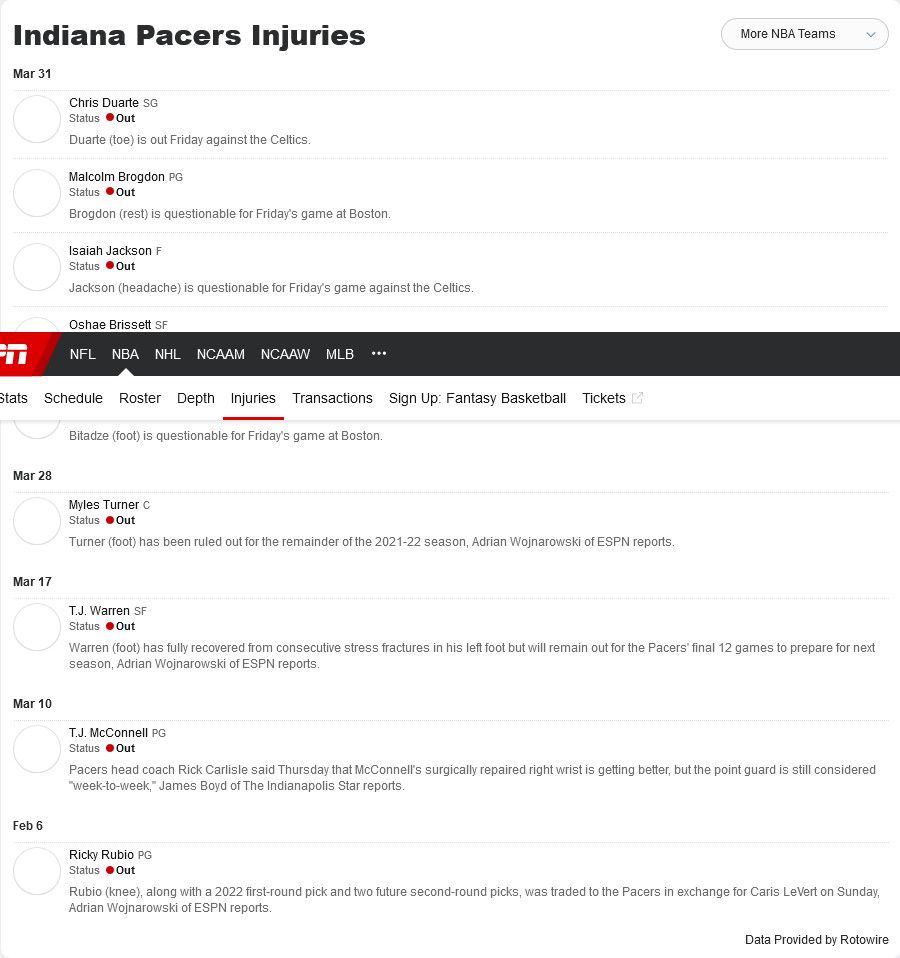 Indiana Pacers Injuries
More NBA Teams
Mar 31
Chris Duarte SG
Status Out
Duarte (toe) is out Friday against the Celtics.
Malcolm Brogdon PG
Status Out
Brogdon (rest) is questionable for Friday's game at Boston.
Isaiah Jackson F
Status Out
Jackson (headache) is questionable for Friday's game against the Celtics.
Oshae Brissett SF
NFL NBA NHL NCAAM NCAAW MLB •••
Stats Schedule Roster Depth Injuries Transactions Sign Up: Fantasy Basketball Tickets
Bitadze (foot) is questionable for Friday's game at Boston.
Mar 28
Myles Turner C
Status Out
Turner (foot) has been ruled out for the remainder of the 2021-22 season, Adrian Wojnarowski of ESPN reports.
Mar 17
T.J. Warren SF
Status Out
Warren (foot) has fully recovered from consecutive stress fractures in his left foot but will remain out for the Pacers' final 12 games to prepare for next
season, Adrian Wojnarowski of ESPN reports.
Mar 10
T.J. McConnell PG
Status Out
Pacers head coach Rick Carlisle said Thursday that McConnell's surgically repaired right wrist is getting better, but the point guard is still considered
"week-to-week," James Boyd of The Indianapolis Star reports.
Feb 6
Ricky Rubio PG
Status Out
Rubio (knee), along with a 2022 first-round pick and two future second-round picks, was traded to the Pacers in exchange for Caris LeVert on Sunday,
Adrian Wojnarowski of ESPN reports.
Data Provided by Rotowire